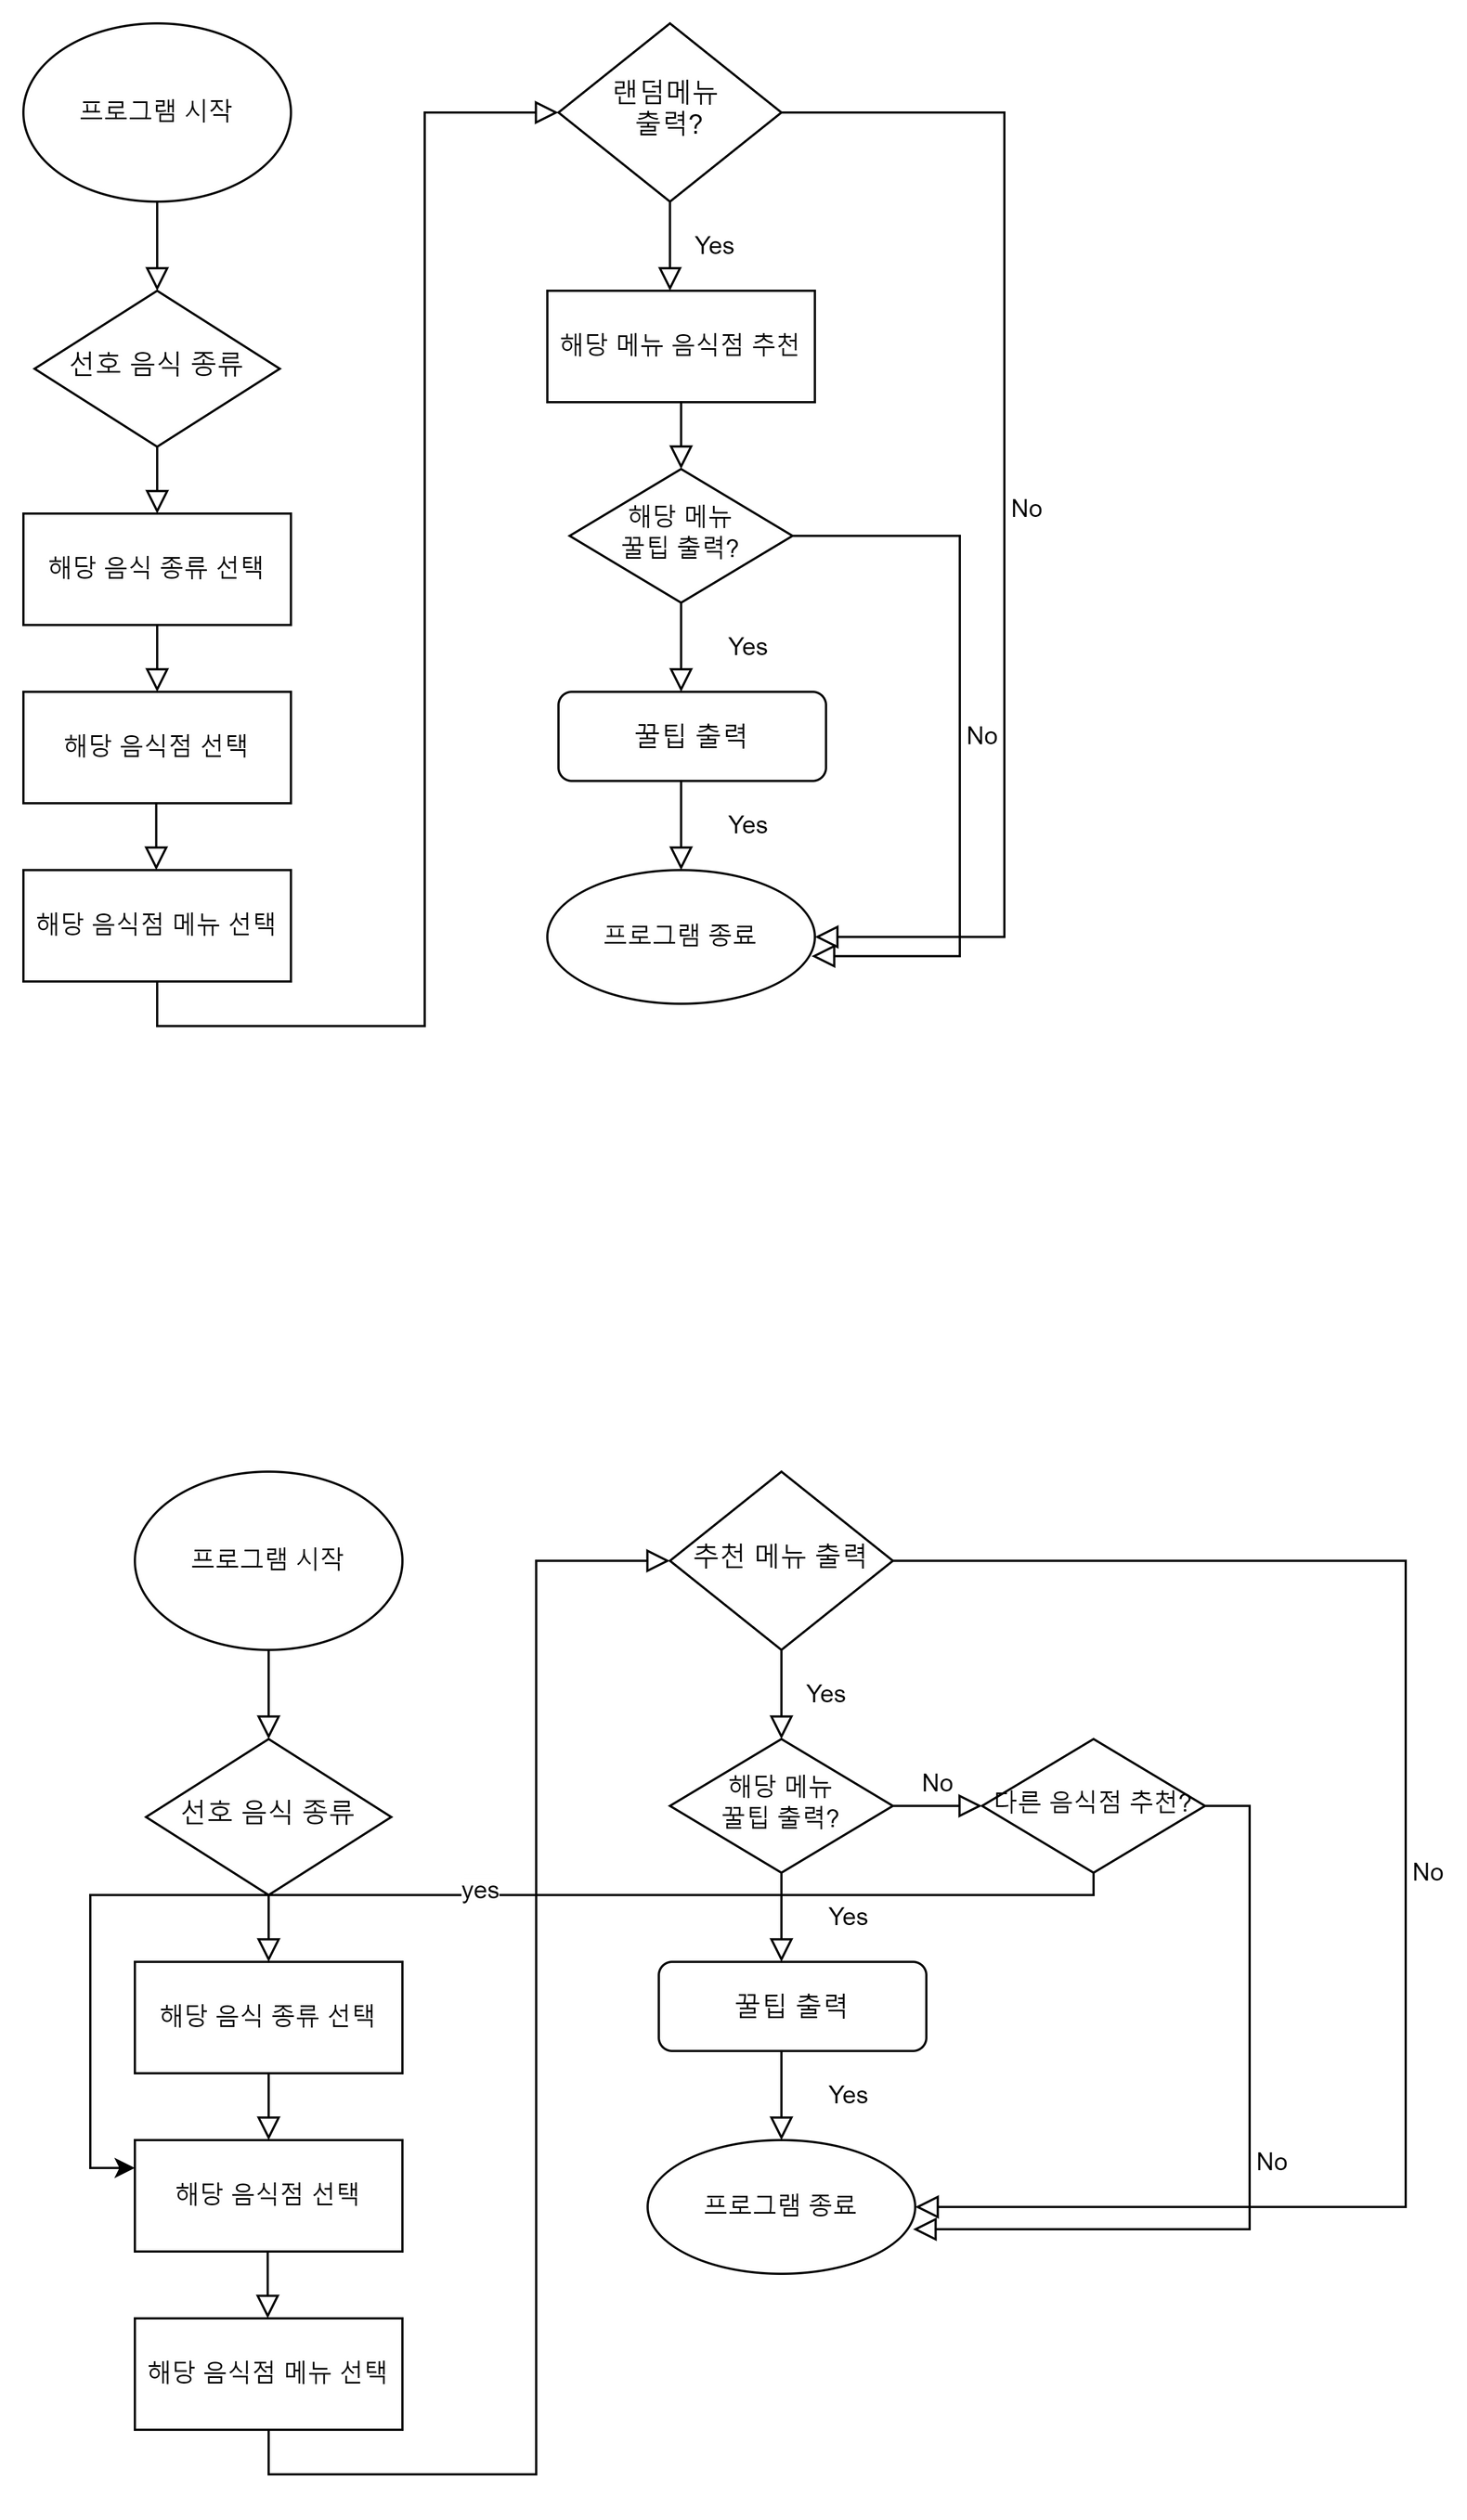 프로그램 시작
선호 음식 종류
해당 음식 종류 선택
해당 음식점 선택
해당 음식점 메뉴 선택
랜덤메뉴
출력?
Yes
해당 메뉴 음식점 추천
해당 메뉴
꿀팁 출력?
Yes
꿀팁 출력
Yes
프로그램 종료
No
No
프로그램 시작
선호 음식 종류
yes
해당 음식 종류 선택
해당 음식점 선택
해당 음식점 메뉴 선택
추천 메뉴 출력
Yes
해당 메뉴
꿀팁 출력?
No
다른 음식점 추천?
Yes
꿀팁 출력
Yes
프로그램 종료
No
No